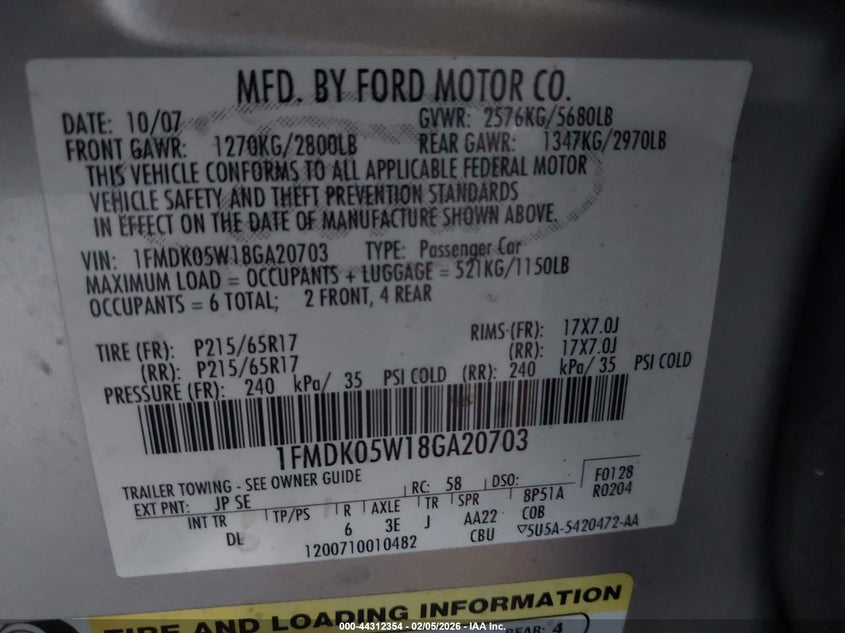 MFD. BY FORD MOTOR CO.
DATE: 10/07 GVWR: 2576KG/5680LB
FRONT GAWR: 1270KG/2800LB REAR GAWR: 1347KG/2970LB
THIS VEHICLE CONFORMS TO ALL APPLICABLE FEDERAL MOTOR
VEHICLE SAFETY AND THEFT PREVENTION STANDARDS
IN EFFECT ON THE DATE OF MANUFACTURE SHOWN ABOVE.
VIN: 1FMDK05W18GA20703 TYPE: Passenger Car
MAXIMUM LOAD = OCCUPANTS + LUGGAGE = 521KG/1150LB
OCCUPANTS = 6 TOTAL; 2 FRONT, 4 REAR
TIRE (FR): P215/65R17 RIMS (FR): 17X7.0J
(RR): P215/65R17 (RR): 17X7.0J
PRESSURE (FR): 240 kPa/ 35 PSI COLD (RR): 240 kPa/ 35 PSI COLD
1FMDK05W18GA20703
TRAILER TOWING - SEE OWNER GUIDE
EXT PNT: JP SE RC: 58 DSO: F0128
INT TR TP/PS R AXLE TR SPR 8P51A R0204
DL 6 3E J AA22 COB
1200710010482 CBU 5U5A-5420472-AA
TIRE AND LOADING INFORMATION
REAR: 4
000-44312354 - 02/05/2026 - IAA Inc.